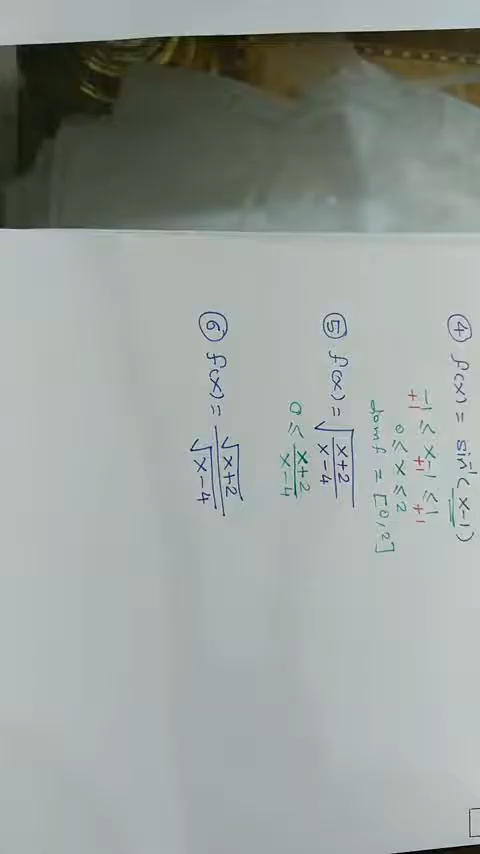 ④ f(x) = sin⁻¹(x-1)
-1 ≤ x-1 ≤ 1
+1 +1 +1
0 ≤ x ≤ 2
dom f = [0,2]
⑤ f(x) = √((x+2)/(x-4))
0 ≤ (x+2)/(x-4)
⑥ f(x) = √(x+2)/√(x-4)